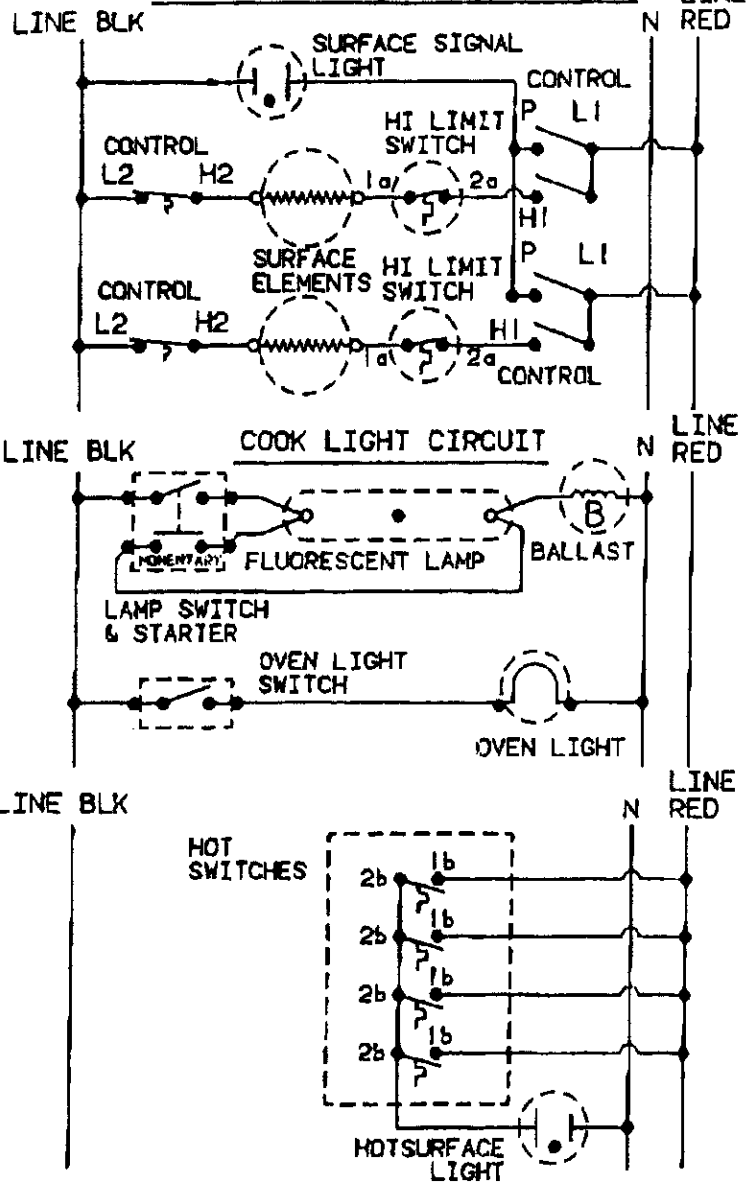 LINE BLK
N
RED
SURFACE SIGNAL
LIGHT
CONTROL
P
L1
HI LIMIT
SWITCH
CONTROL
L2
H2
1a
2a
H1
SURFACE
ELEMENTS
P
L1
HI LIMIT
SWITCH
CONTROL
L2
H2
1a
2a
H1
CONTROL
LINE BLK
COOK LIGHT CIRCUIT
N
LINE
RED
MOMENTARY
FLUORESCENT LAMP
B
BALLAST
LAMP SWITCH
& STARTER
OVEN LIGHT
SWITCH
OVEN LIGHT
LINE BLK
N
LINE
RED
HOT
SWITCHES
2b
1b
2b
1b
2b
1b
2b
1b
HOTSURFACE
LIGHT